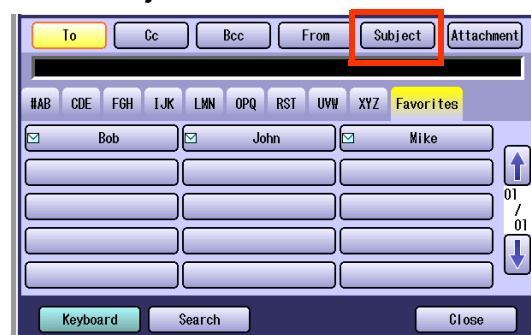 To Cc Bcc From Subject Attachment
#AB CDE FGH IJK LMN OPQ RST UVW XYZ Favorites
Bob John Mike
01
/
01
Keyboard Search Close